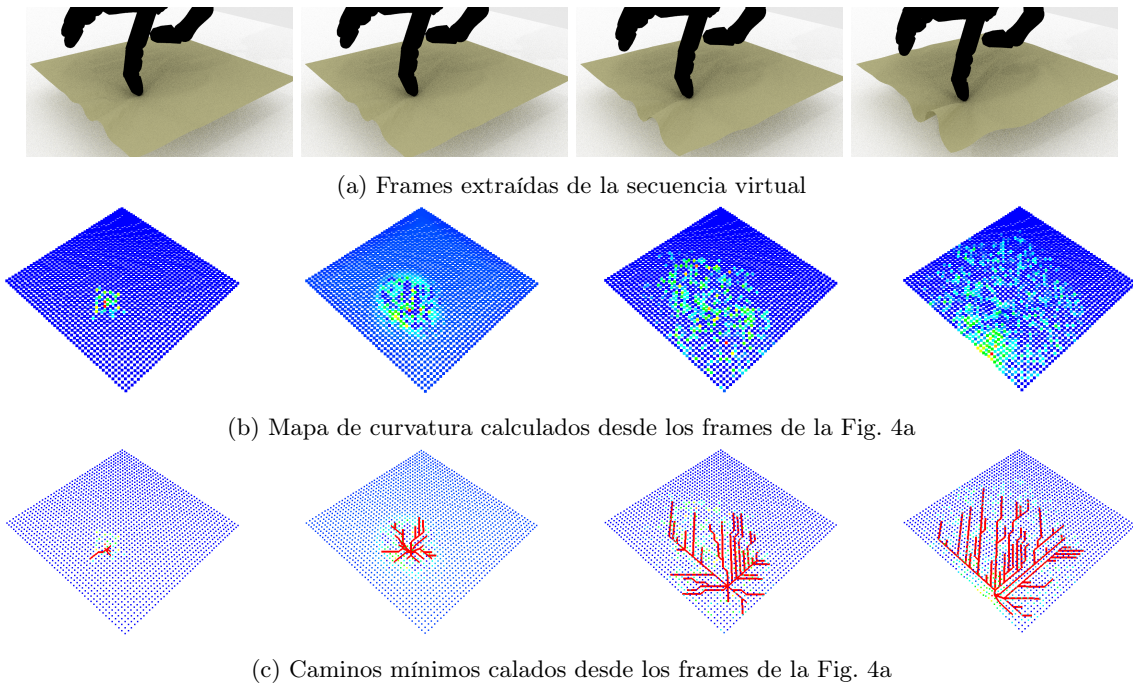 (a) Frames extraídas de la secuencia virtual
(b) Mapa de curvatura calculados desde los frames de la Fig. 4a
(c) Caminos mínimos calados desde los frames de la Fig. 4a